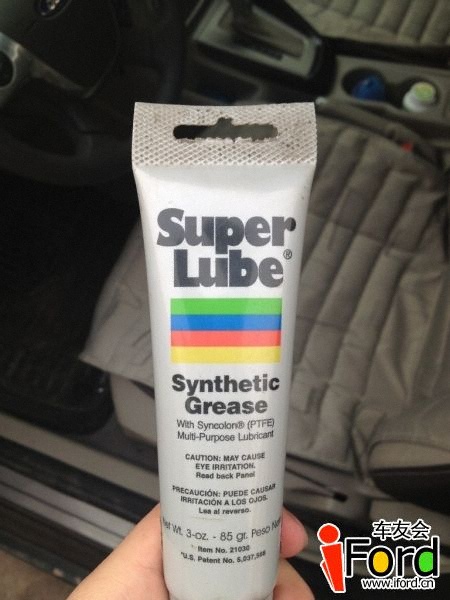 Super
Lube®
Synthetic
Grease
With Syncolon® (PTFE)
Multi-Purpose Lubricant
CAUTION: MAY CAUSE
EYE IRRITATION.
Read back Panel
PRECAUCIÓN: PUEDE CAUSAR
IRRITACIÓN A LOS OJOS.
Lea al reverso.
Net Wt. 3-oz. - 85 gr. Peso Net
Item No. 21030
*U.S. Patent No. 5,037,566
车友会
iFord
www.iford.cn